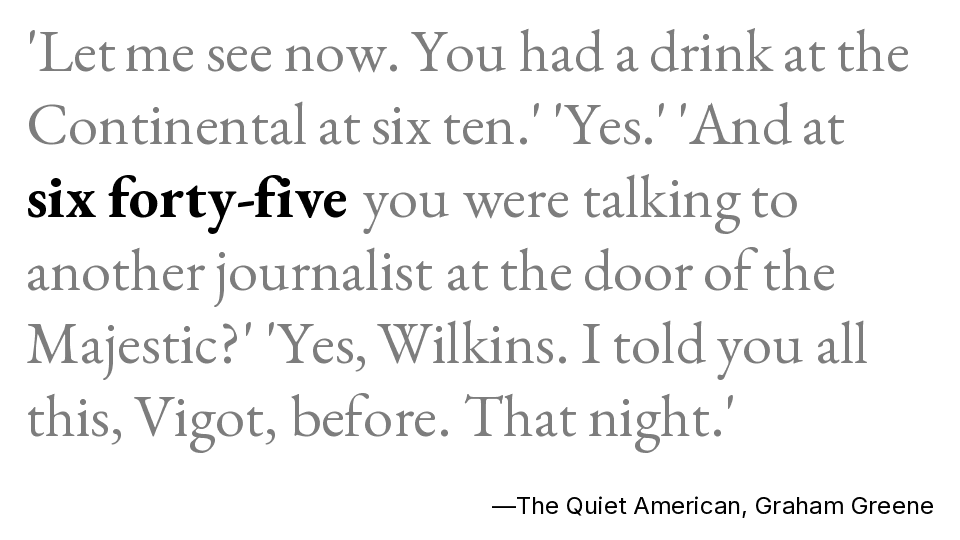 'Let me see now. You had a drink at the
Continental at six ten.' 'Yes.' 'And at
six forty-five you were talking to
another journalist at the door of the
Majestic?' 'Yes, Wilkins. I told you all
this, Vigot, before. That night.'
—The Quiet American, Graham Greene